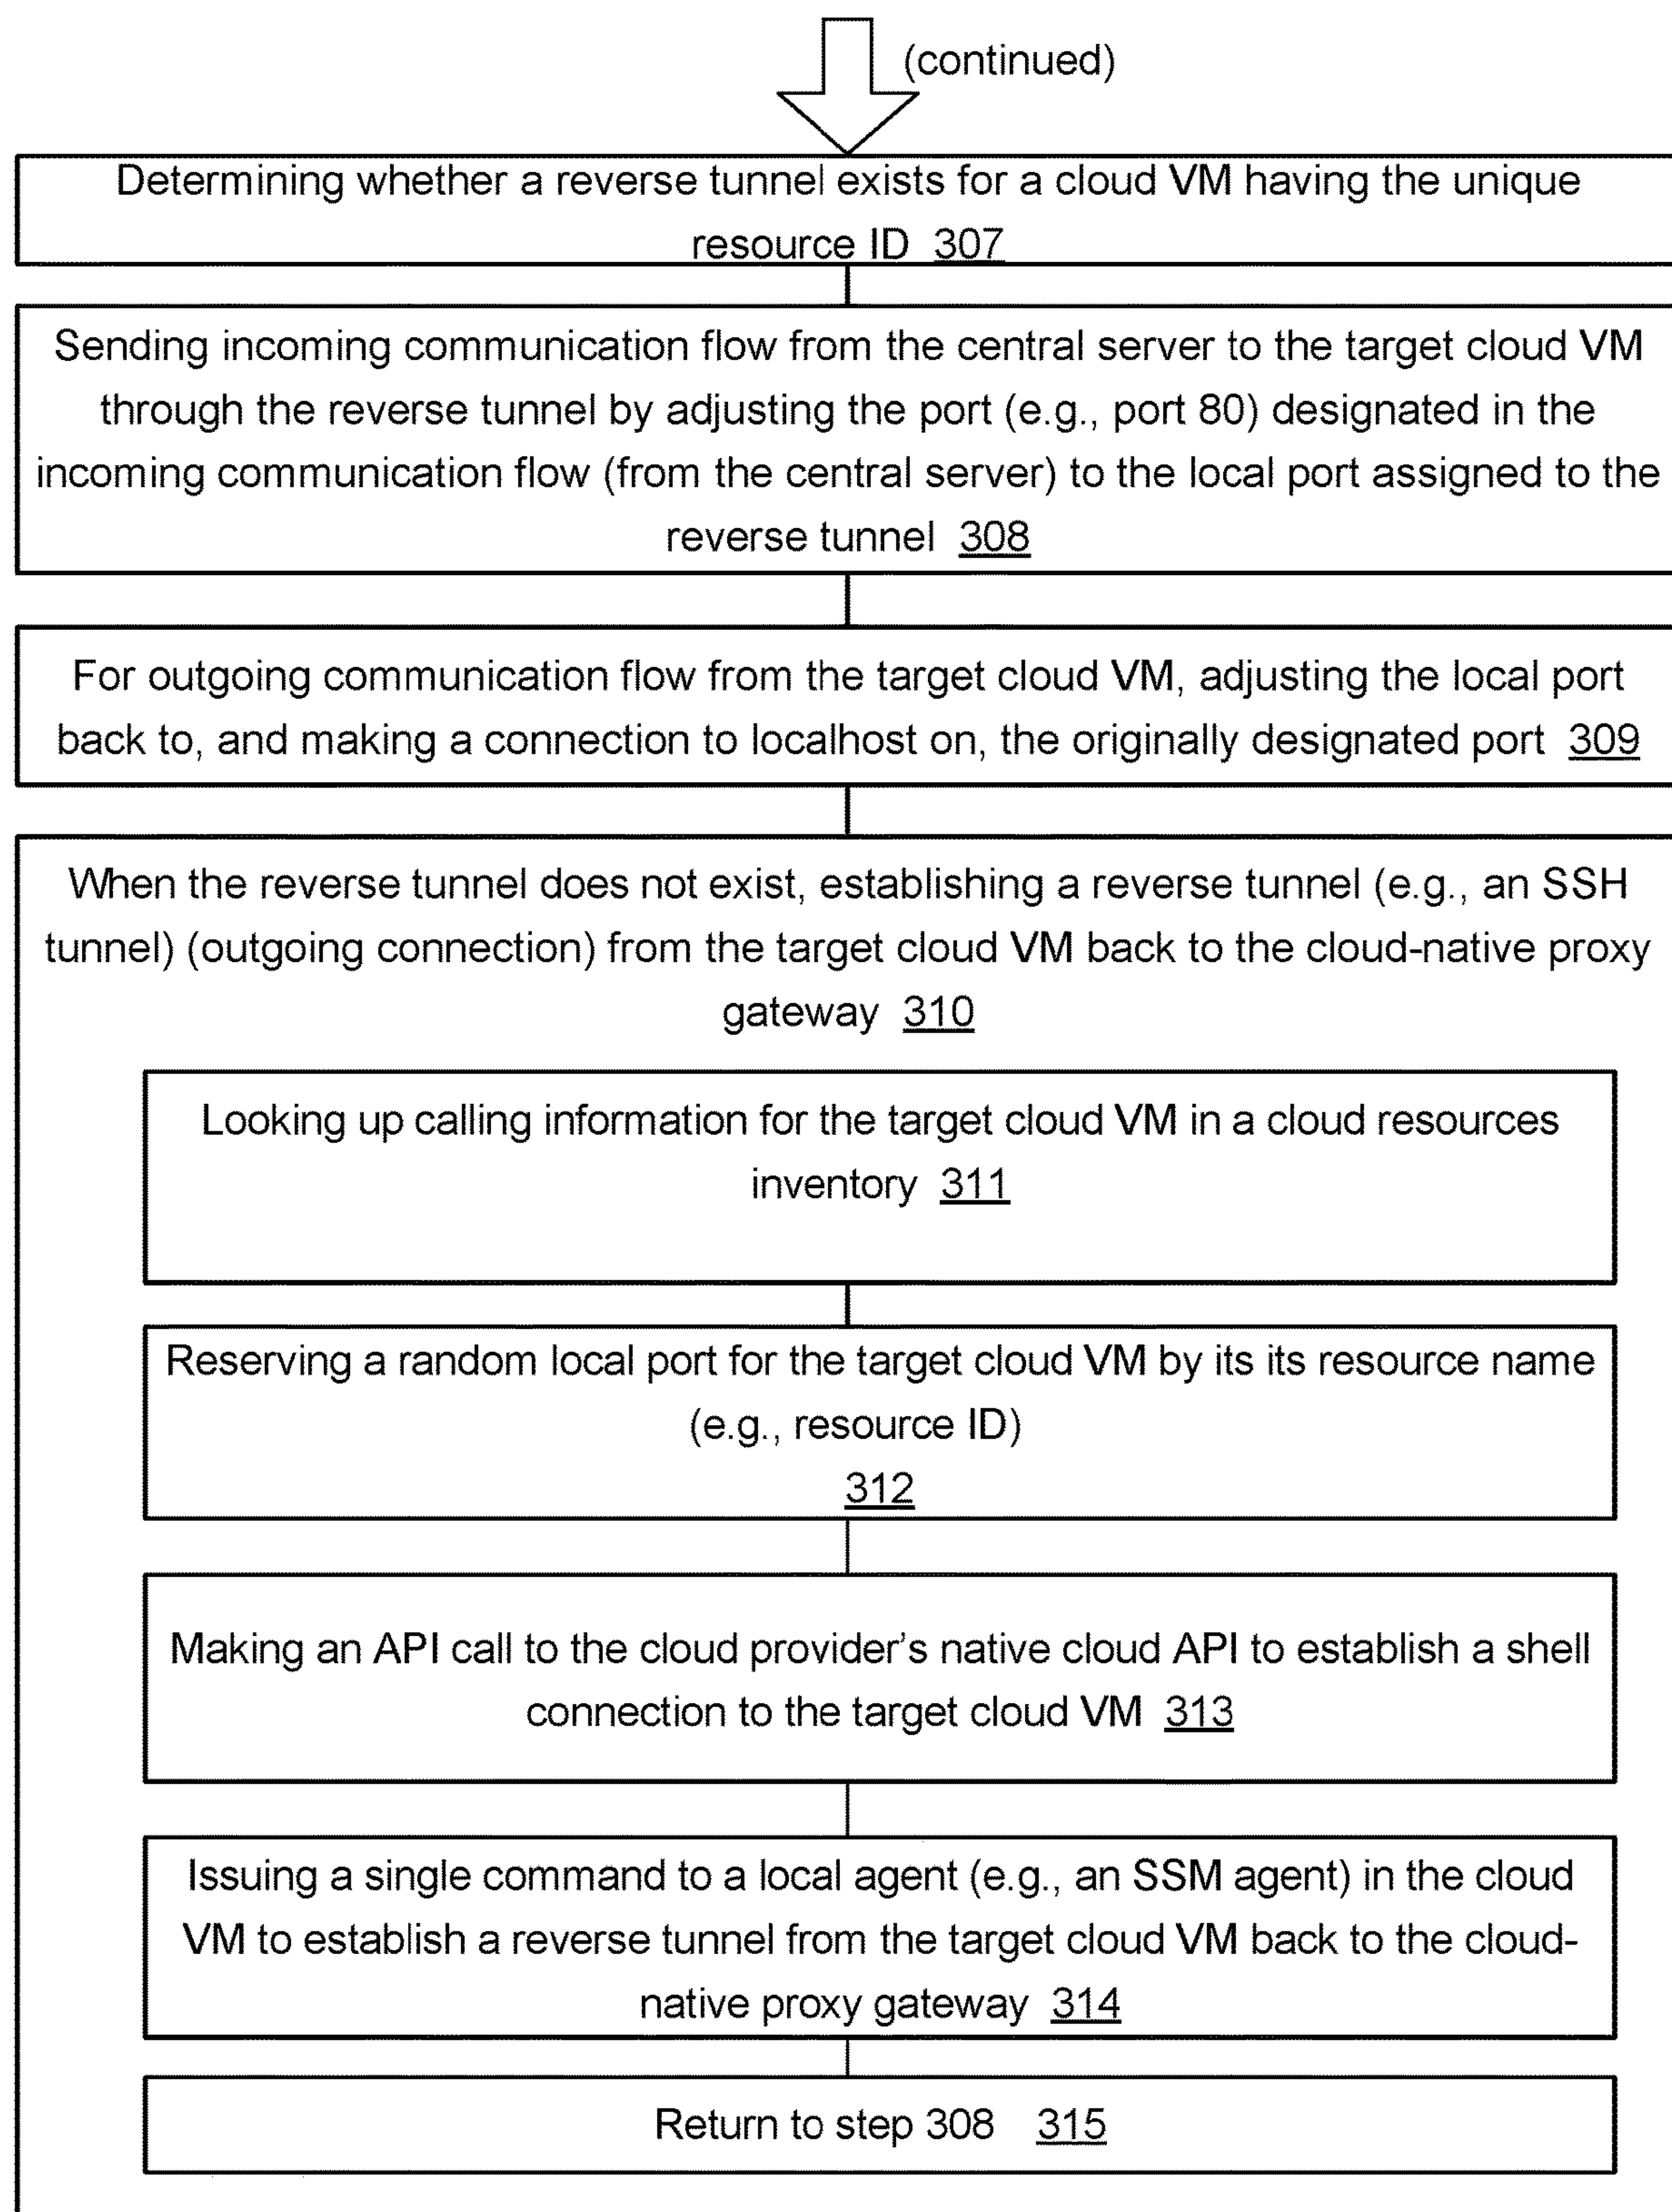 (continued)
Determining whether a reverse tunnel exists for a cloud VM having the unique
resource ID 307
Sending incoming communication flow from the central server to the target cloud VM
through the reverse tunnel by adjusting the port (e.g., port 80) designated in the
incoming communication flow (from the central server) to the local port assigned to the
reverse tunnel 308
For outgoing communication flow from the target cloud VM, adjusting the local port
back to, and making a connection to localhost on, the originally designated port 309
When the reverse tunnel does not exist, establishing a reverse tunnel (e.g., an SSH
tunnel) (outgoing connection) from the target cloud VM back to the cloud-native proxy
gateway 310
Looking up calling information for the target cloud VM in a cloud resources
inventory 311
Reserving a random local port for the target cloud VM by its its resource name
(e.g., resource ID)
312
Making an API call to the cloud provider's native cloud API to establish a shell
connection to the target cloud VM 313
Issuing a single command to a local agent (e.g., an SSM agent) in the cloud
VM to establish a reverse tunnel from the target cloud VM back to the cloud-
native proxy gateway 314
Return to step 308 315